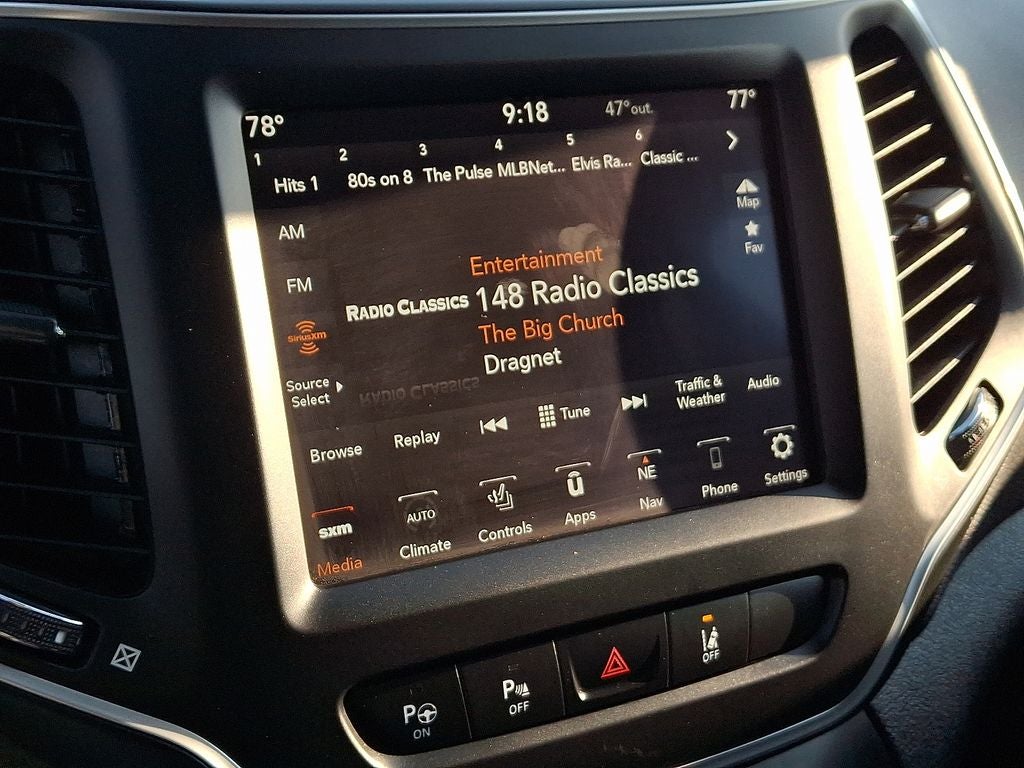 78° 9:18 47°out. 77°
1 2 3 4 5 6
Hits 1 80s on 8 The Pulse MLBNet... Elvis Ra... Classic ...
AM
Map
Fav
FM
Entertainment
RADIO CLASSICS 148 Radio Classics
SiriusXM
The Big Church
Dragnet
Source
Select
RADIO CLASSICS
Browse Replay Tune Traffic &
Weather Audio
sxm AUTO NE
Media Climate Controls Apps Nav Phone Settings
P ON
P OFF
OFF